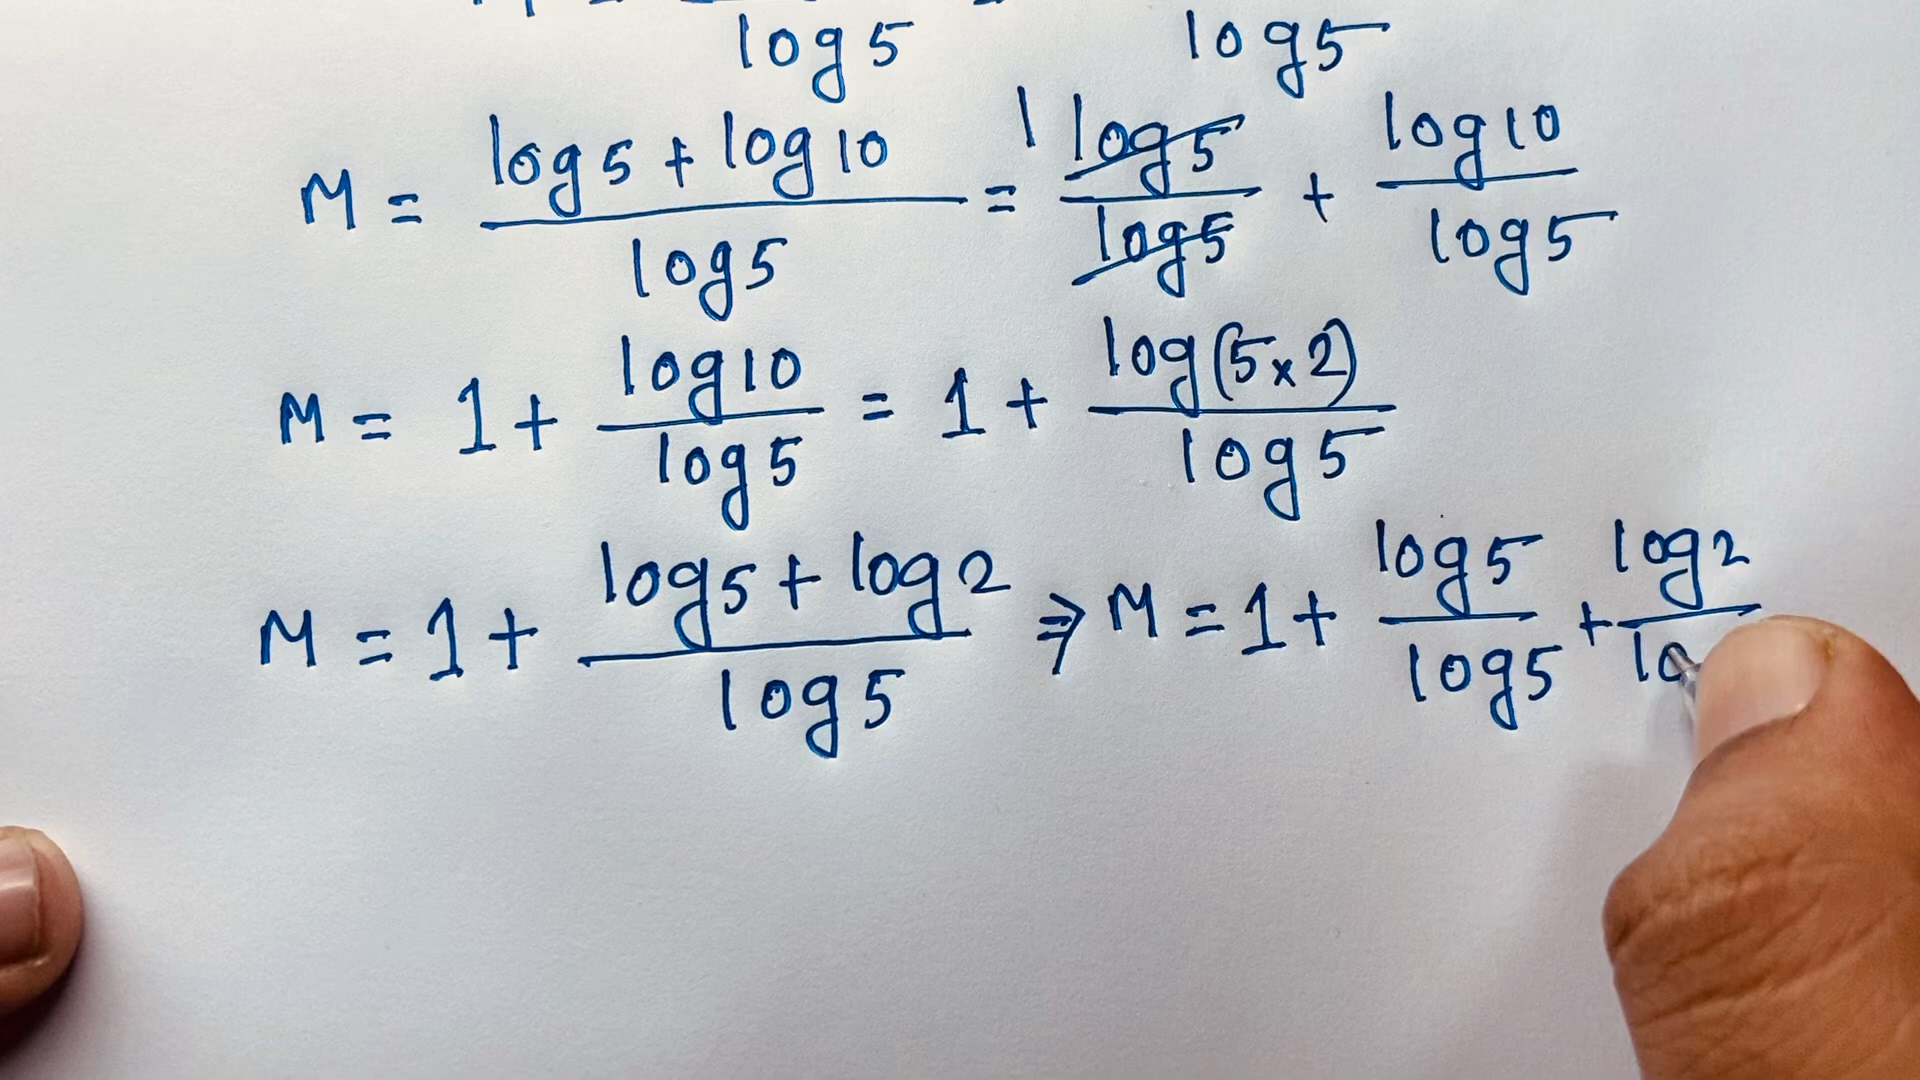 log5 log5
M = (log5 + log10)/log5 = 1 log5/log5 + log10/log5
M = 1 + log10/log5 = 1 + log(5×2)/log5
M = 1 + (log5 + log2)/log5 ⇒ M = 1 + log5/log5 + log2/lo